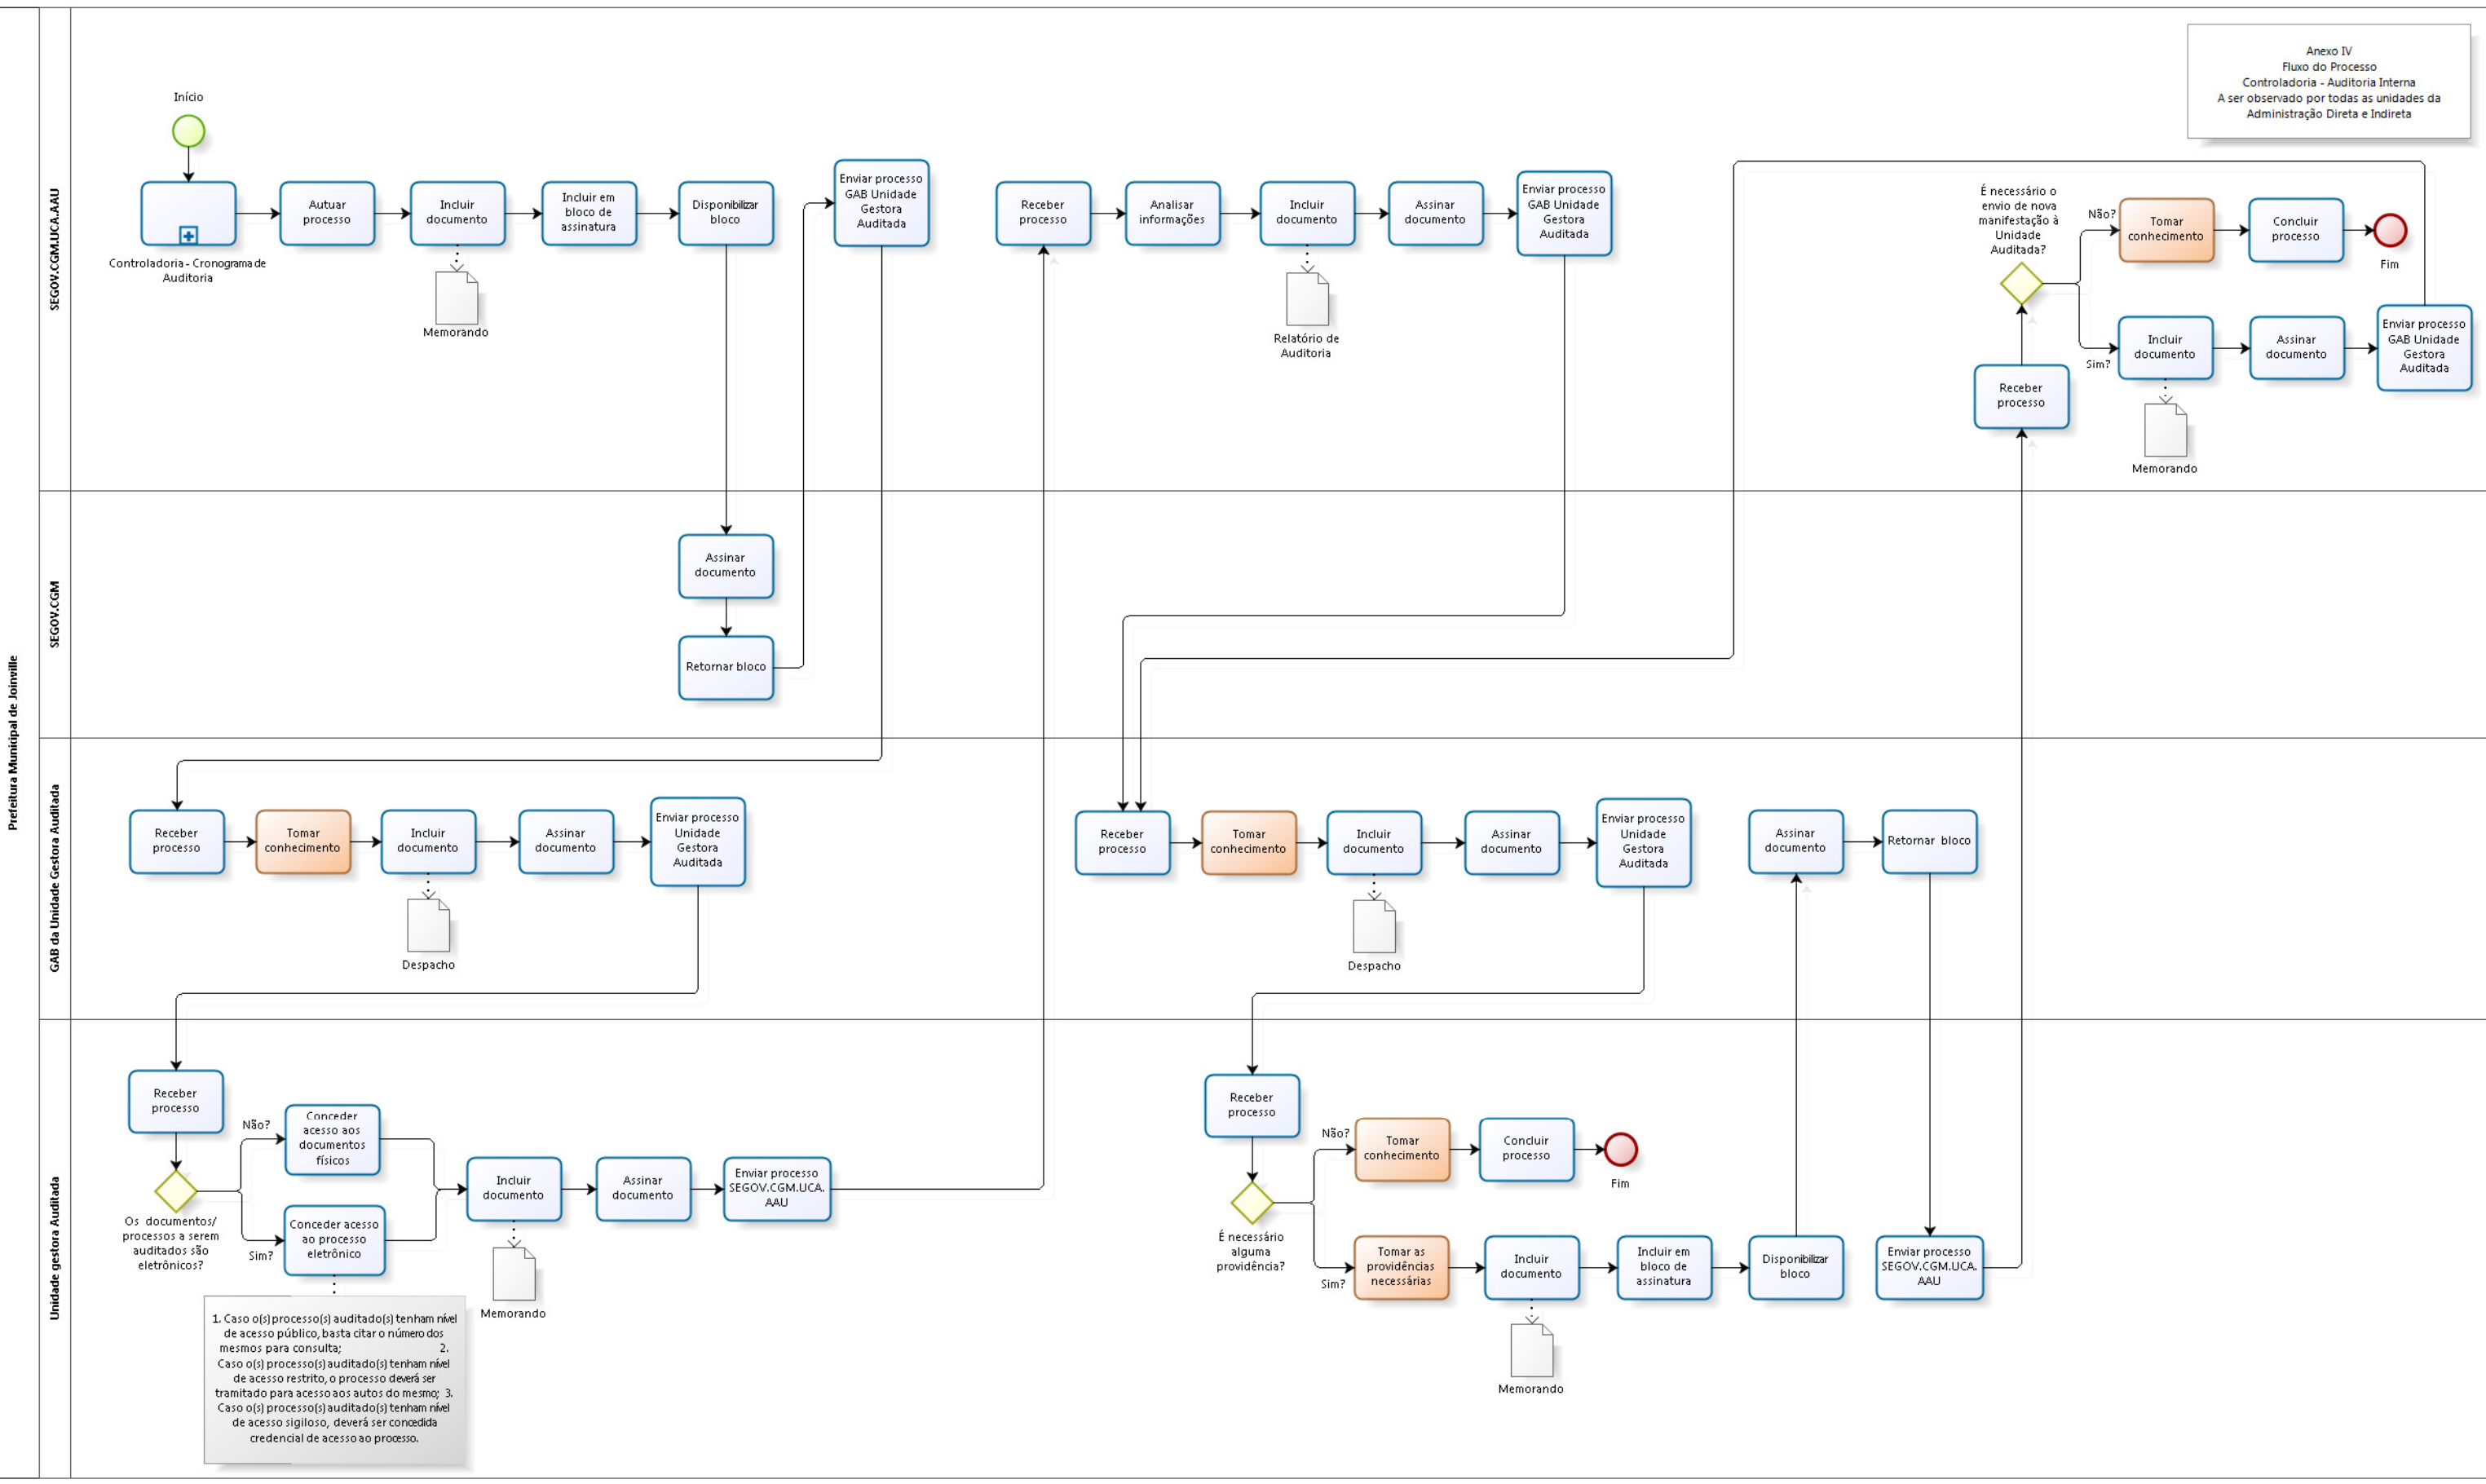 Anexo IV
Fluxo do Processo
Controladoria - Auditoria Interna
A ser observado por todas as unidades da
Administração Direta e Indireta
Prefeitura Municipal de Joinville
SEGOV.CGM.UCA.AAU
Início
Controladoria - Cronograma de
Auditoria
Autuar
processo
Incluir
documento
Memorando
Incluir em
bloco de
assinatura
Disponibilizar
bloco
Enviar processo
GAB Unidade
Gestora
Auditada
Receber
processo
Analisar
informações
Incluir
documento
Relatório de
Auditoria
Assinar
documento
Enviar processo
GAB Unidade
Gestora
Auditada
É necessário o
envio de nova
manifestação à
Unidade
Auditada?
Não?
Tomar
conhecimento
Concluir
processo
Fim
Sim?
Incluir
documento
Memorando
Assinar
documento
Enviar processo
GAB Unidade
Gestora
Auditada
Receber
processo
SEGOV.CGM
Assinar
documento
Retornar bloco
GAB da Unidade Gestora Auditada
Receber
processo
Tomar
conhecimento
Incluir
documento
Despacho
Assinar
documento
Enviar processo
Unidade
Gestora
Auditada
Receber
processo
Tomar
conhecimento
Incluir
documento
Despacho
Assinar
documento
Enviar processo
Unidade
Gestora
Auditada
Assinar
documento
Retornar bloco
Unidade gestora Auditada
Receber
processo
Os documentos/
processos a serem
auditados são
eletrônicos?
Não?
Conceder
acesso aos
documentos
físicos
Sim?
Conceder acesso
ao processo
eletrônico
1. Caso o(s) processo(s) auditado(s) tenham nível
de acesso público, basta citar o número dos
mesmos para consulta; 2.
Caso o(s) processo(s) auditado(s) tenham nível
de acesso restrito, o processo deverá ser
tramitado para acesso aos autos do mesmo; 3.
Caso o(s) processo(s) auditado(s) tenham nível
de acesso sigiloso, deverá ser concedida
credencial de acesso ao processo.
Incluir
documento
Memorando
Assinar
documento
Enviar processo
SEGOV.CGM.UCA.
AAU
Receber
processo
É necessário
alguma
providência?
Não?
Tomar
conhecimento
Concluir
processo
Fim
Sim?
Tomar as
providências
necessárias
Incluir
documento
Memorando
Incluir em
bloco de
assinatura
Disponibilizar
bloco
Enviar processo
SEGOV.CGM.UCA.
AAU